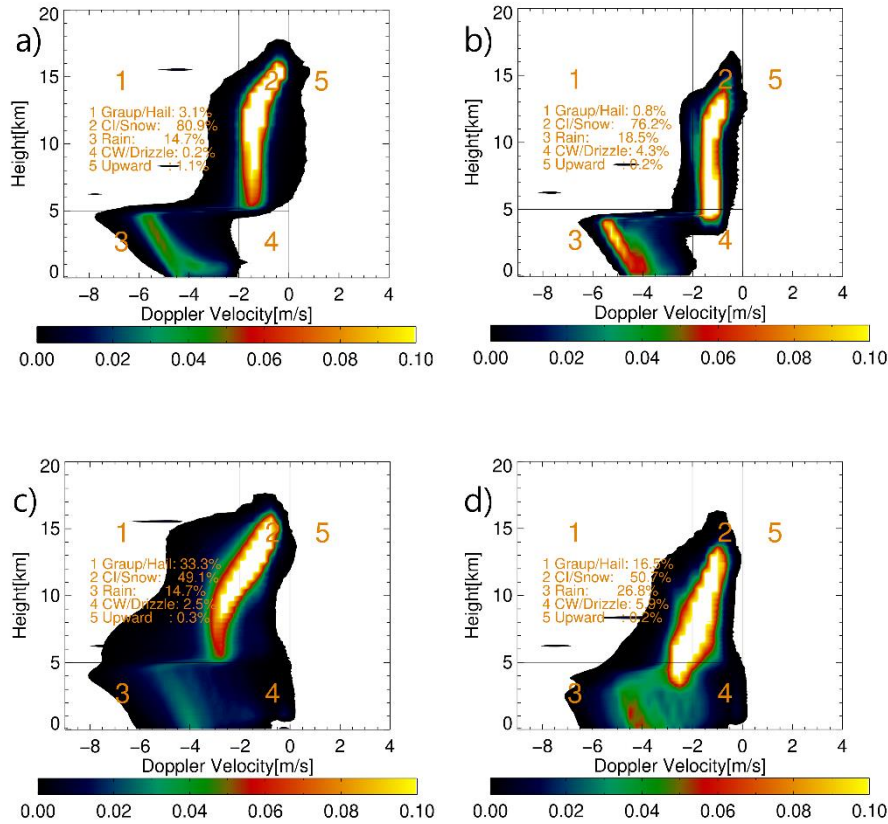 a)
20
15
10
5
0
Height[km]
1
2
5
1 Graup/Hail: 3.1%
2 CI/Snow: 80.9%
3 Rain: 14.7%
4 CW/Drizzle: 0.2%
5 Upward : 1.1%
3
4
-8 -6 -4 -2 0 2 4
Doppler Velocity[m/s]
0.00 0.02 0.04 0.06 0.08 0.10
b)
20
15
10
5
0
Height[km]
1
2
5
1 Graup/Hail: 0.8%
2 CI/Snow: 76.2%
3 Rain: 18.5%
4 CW/Drizzle: 4.3%
5 Upward : 0.2%
3
4
-8 -6 -4 -2 0 2 4
Doppler Velocity[m/s]
0.00 0.02 0.04 0.06 0.08 0.10
c)
20
15
10
5
0
Height[km]
1
2
5
1 Graup/Hail: 33.3%
2 CI/Snow: 49.1%
3 Rain: 14.7%
4 CW/Drizzle: 2.5%
5 Upward : 0.3%
3
4
-8 -6 -4 -2 0 2 4
Doppler Velocity[m/s]
0.00 0.02 0.04 0.06 0.08 0.10
d)
20
15
10
5
0
Height[km]
1
2
5
1 Graup/Hail: 16.5%
2 CI/Snow: 50.7%
3 Rain: 26.8%
4 CW/Drizzle: 5.9%
5 Upward : 0.2%
3
4
-8 -6 -4 -2 0 2 4
Doppler Velocity[m/s]
0.00 0.02 0.04 0.06 0.08 0.10